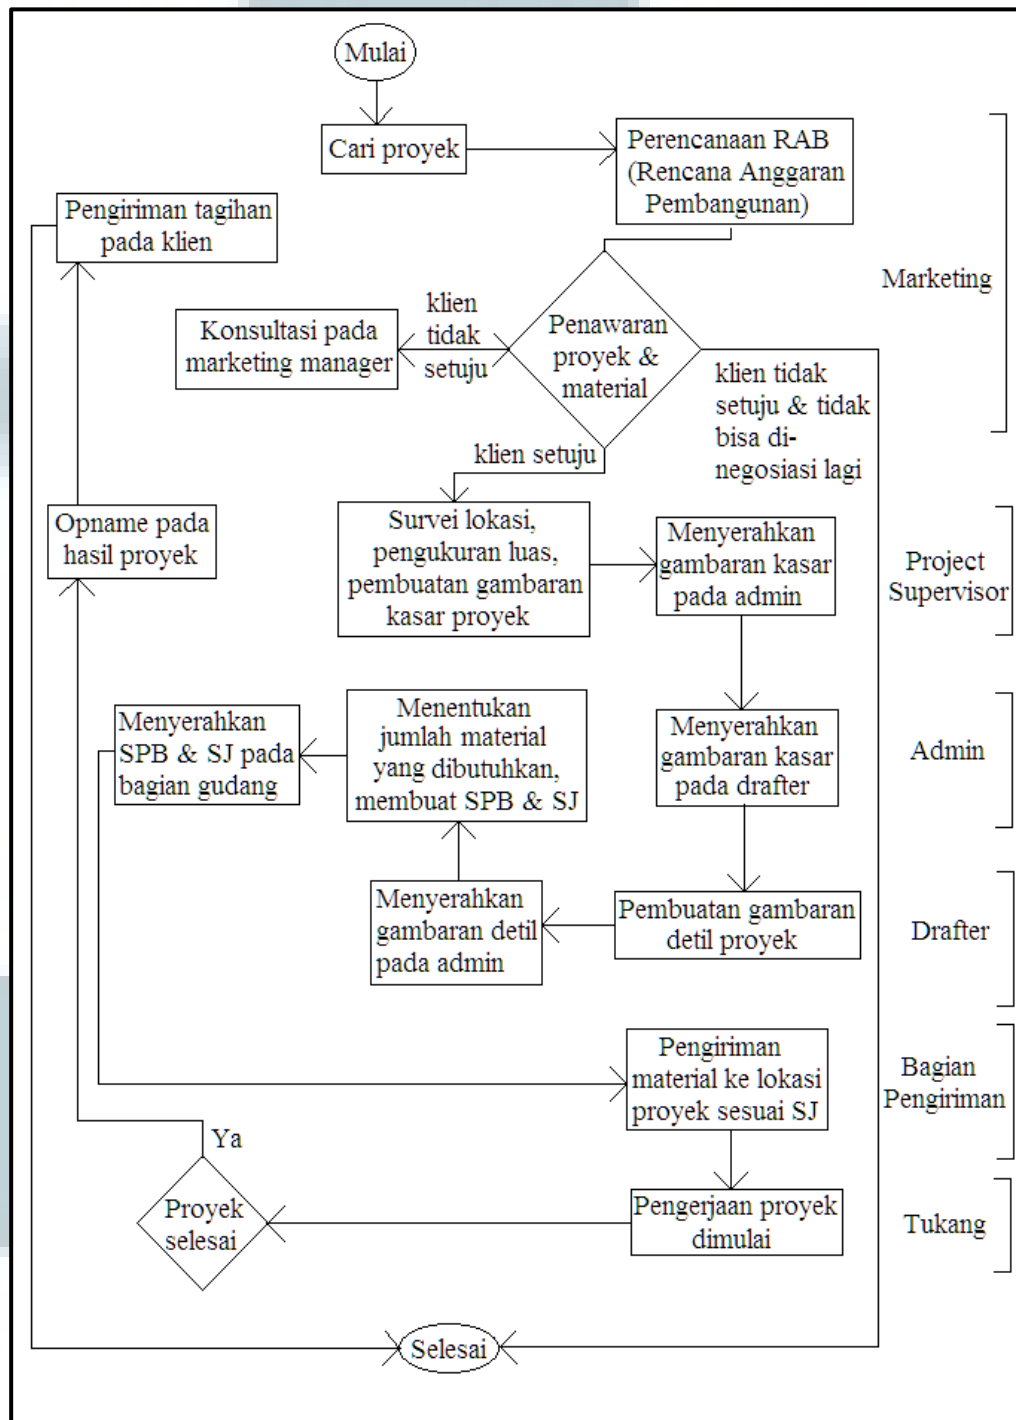 Mulai
Cari proyek
Perencanaan RAB
(Rencana Anggaran
Pembangunan)
Pengiriman tagihan
pada klien
Marketing
klien
tidak
setuju
Konsultasi pada
marketing manager
Penawaran
proyek &
material
klien tidak
setuju & tidak
bisa di-
negosiasi lagi
klien setuju
Opname pada
hasil proyek
Survei lokasi,
pengukuran luas,
pembuatan gambaran
kasar proyek
Menyerahkan
gambaran kasar
pada admin
Project
Supervisor
Menyerahkan
SPB & SJ pada
bagian gudang
Menentukan
jumlah material
yang dibutuhkan,
membuat SPB & SJ
Menyerahkan
gambaran kasar
pada drafter
Admin
Menyerahkan
gambaran detil
pada admin
Pembuatan gambaran
detil proyek
Drafter
Pengiriman
material ke lokasi
proyek sesuai SJ
Bagian
Pengiriman
Ya
Proyek
selesai
Pengerjaan proyek
dimulai
Tukang
Selesai